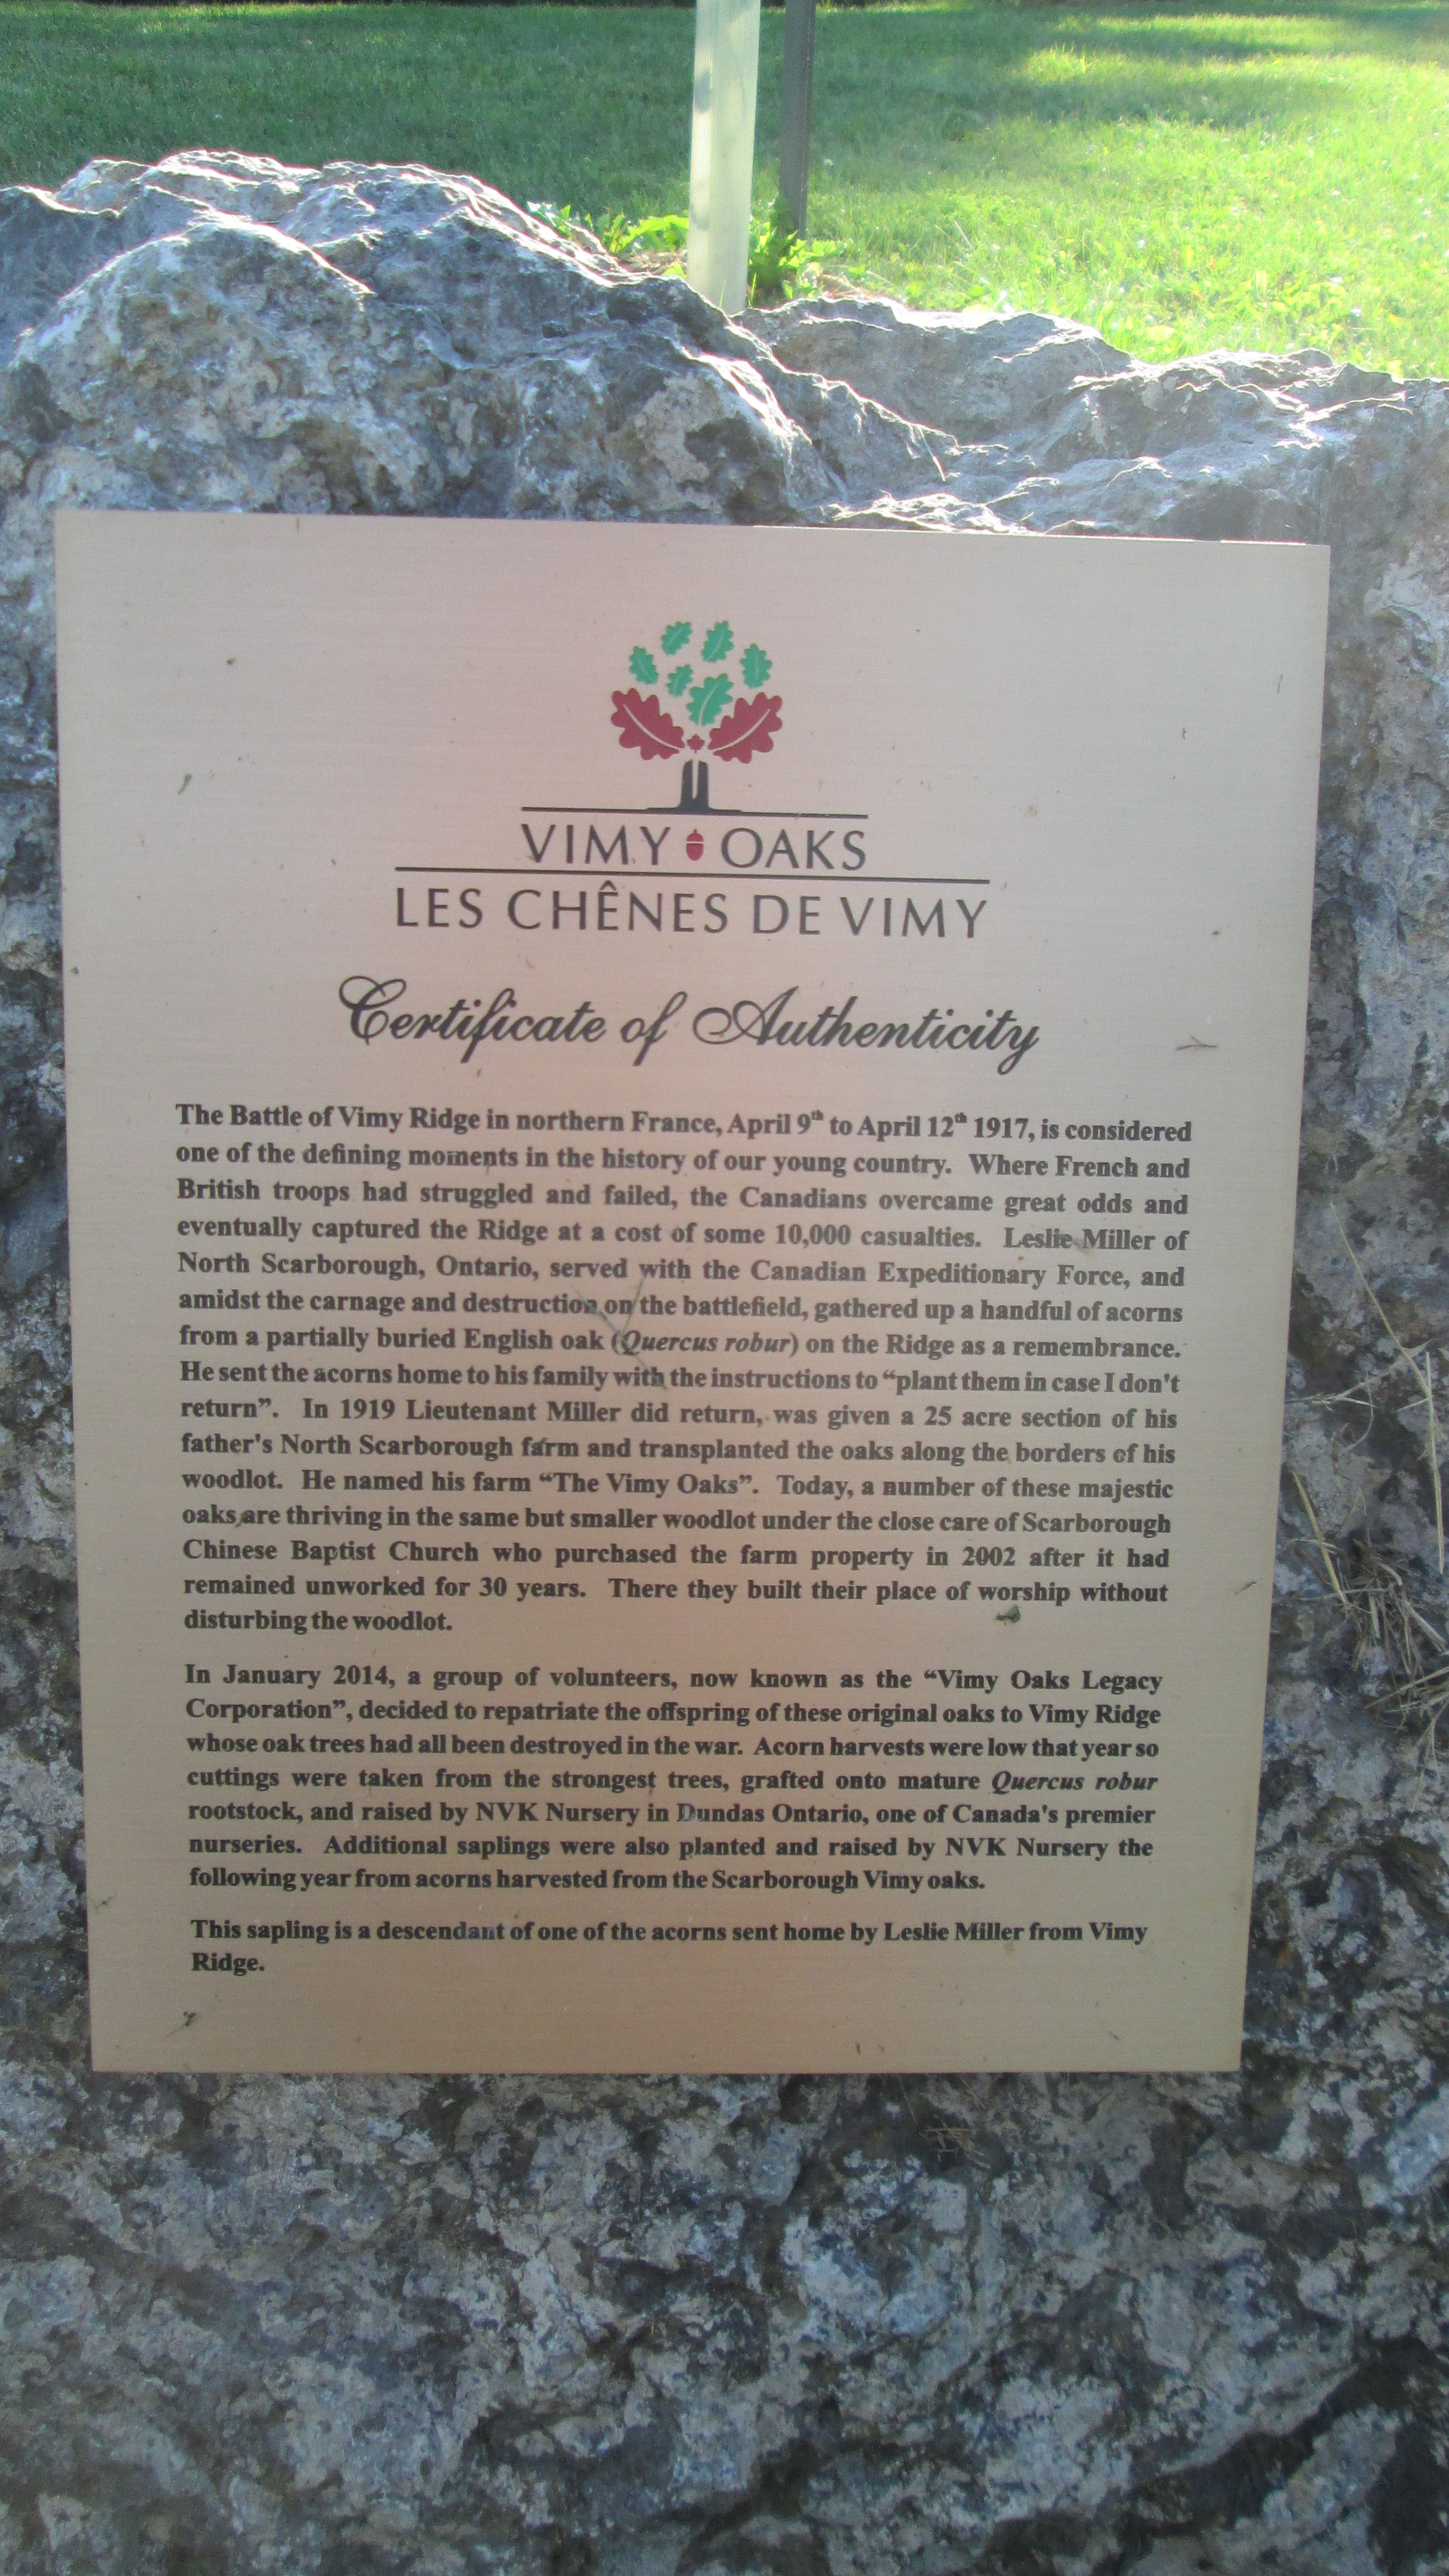 VIMY OAKS
LES CHÊNES DE VIMY
Certificate of Authenticity
The Battle of Vimy Ridge in northern France, April 9th to April 12th 1917, is considered
one of the defining moments in the history of our young country. Where French and
British troops had struggled and failed, the Canadians overcame great odds and
eventually captured the Ridge at a cost of some 10,000 casualties. Leslie Miller of
North Scarborough, Ontario, served with the Canadian Expeditionary Force, and
amidst the carnage and destruction on the battlefield, gathered up a handful of acorns
from a partially buried English oak (Quercus robur) on the Ridge as a remembrance.
He sent the acorns home to his family with the instructions to “plant them in case I don't
return”. In 1919 Lieutenant Miller did return, was given a 25 acre section of his
father's North Scarborough farm and transplanted the oaks along the borders of his
woodlot. He named his farm “The Vimy Oaks”. Today, a number of these majestic
oaks are thriving in the same but smaller woodlot under the close care of Scarborough
Chinese Baptist Church who purchased the farm property in 2002 after it had
remained unworked for 30 years. There they built their place of worship without
disturbing the woodlot.
In January 2014, a group of volunteers, now known as the “Vimy Oaks Legacy
Corporation”, decided to repatriate the offspring of these original oaks to Vimy Ridge
whose oak trees had all been destroyed in the war. Acorn harvests were low that year so
cuttings were taken from the strongest trees, grafted onto mature Quercus robur
rootstock, and raised by NVK Nursery in Dundas Ontario, one of Canada's premier
nurseries. Additional saplings were also planted and raised by NVK Nursery the
following year from acorns harvested from the Scarborough Vimy oaks.
This sapling is a descendant of one of the acorns sent home by Leslie Miller from Vimy
Ridge.